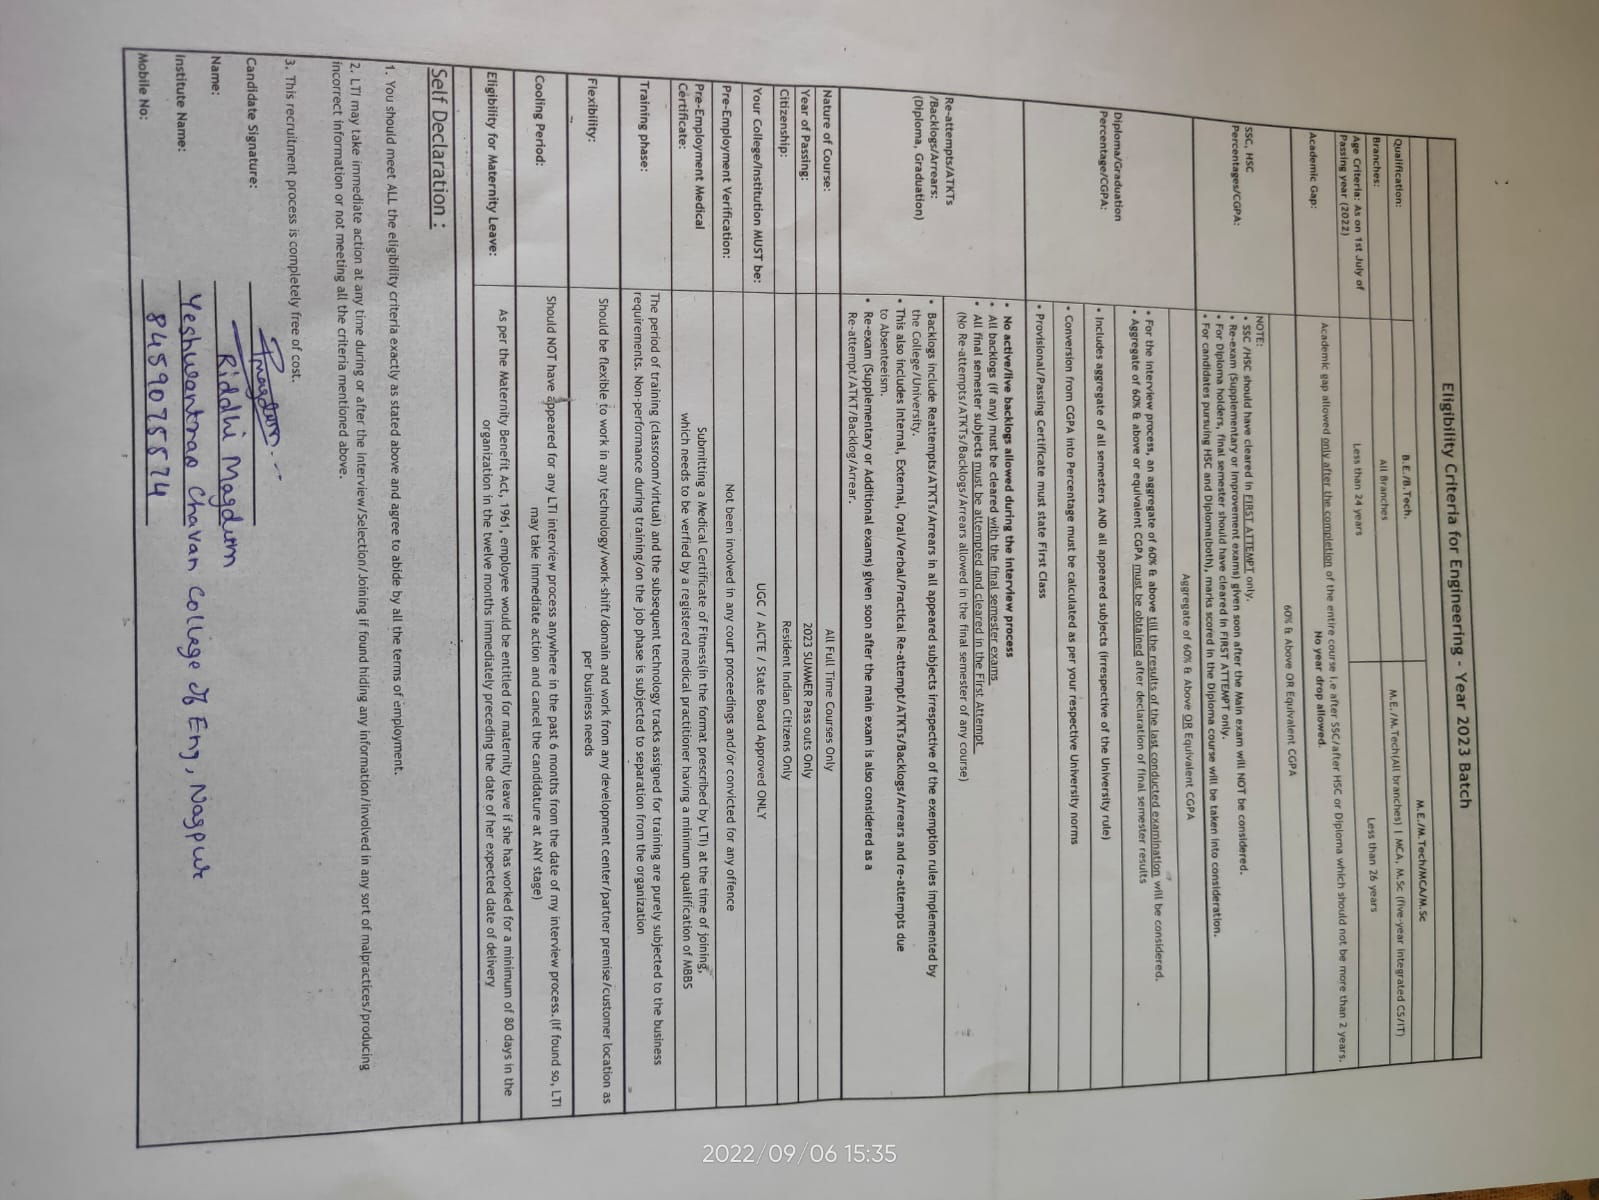 Eligibility Criteria for Engineering - Year 2023 Batch
B.E./B.Tech.
M.E./M.Tech/MCA/M.Sc
Qualification:
M.E./M.Tech(All branches) | MCA, M.Sc (five-year integrated CS/IT)
Branches:
All Branches
Age Criteria: As on 1st July of
Passing year (2022)
Less than 24 years
Less than 26 years
Academic Gap:
Academic gap allowed only after the completion of the entire course i.e after SSC/after HSC or Diploma which should not be more than 2 years.
No year drop allowed.
60% & Above OR Equivalent CGPA
SSC, HSC
Percentages/CGPA:
NOTE:
• SSC /HSC should have cleared in FIRST ATTEMPT only.
• Re-exam (Supplementary or Improvement exams) given soon after the Main exam will NOT be considered.
• For Diploma holders, final semester should have cleared in FIRST ATTEMPT only.
• For candidates pursuing HSC and Diploma(both), marks scored in the Diploma course will be taken into consideration.
Diploma/Graduation
Percentage/CGPA:
Aggregate of 60% & Above OR Equivalent CGPA
• For the interview process, an aggregate of 60% & above till the results of the last conducted examination will be considered.
• Aggregate of 60% & above or equivalent CGPA must be obtained after declaration of final semester results
• Includes aggregate of all semesters AND all appeared subjects (irrespective of the University rule)
• Conversion from CGPA into Percentage must be calculated as per your respective University norms
• Provisional/Passing Certificate must state First Class
Re-attempts/ATKTs
/Backlogs/Arrears:
(Diploma, Graduation)
• No active/live backlogs allowed during the interview process
• All backlogs (if any) must be cleared with the final semester exams.
• All final semester subjects must be attempted and cleared in the First Attempt.
(No Re-attempts/ATKTs/Backlogs/Arrears allowed in the final semester of any course)
• Backlogs include Reattempts/ATKTs/Arrears in all appeared subjects irrespective of the exemption rules implemented by
the College/University.
• This also includes Internal, External, Oral/Verbal/Practical Re-attempt/ATKTs/Backlogs/Arrears and re-attempts due
to Absenteeism.
• Re-exam (Supplementary or Additional exams) given soon after the main exam is also considered as a
Re-attempt/ATKT/Backlog/Arrear.
Nature of Course:
All Full Time Courses Only
Year of Passing:
2023 SUMMER Pass outs Only
Citizenship:
Resident Indian Citizens Only
Your College/Institution MUST be:
UGC / AICTE / State Board Approved ONLY
Pre-Employment Verification:
Not been involved in any court proceedings and/or convicted for any offence
Pre-Employment Medical
Certificate:
Submitting a Medical Certificate of Fitness(in the format prescribed by LTI) at the time of joining,
which needs to be verfied by a registered medical practitioner having a minimum qualification of MBBS
Training phase:
The period of training (classroom/virtual) and the subsequent technology tracks assigned for training are purely subjected to the business
requirements. Non-performance during training/on the job phase is subjected to separation from the organization
Flexibility:
Should be flexible to work in any technology/work-shift/domain and work from any development center/partner premise/customer location as
per business needs
Cooling Period:
Should NOT have appeared for any LTI interview process anywhere in the past 6 months from the date of my interview process.(If found so, LTI
may take immediate action and cancel the candidature at ANY stage)
Eligibility for Maternity Leave:
As per the Maternity Benefit Act, 1961, employee would be entitled for maternity leave if she has worked for a minimum of 80 days in the
organization in the twelve months immediately preceding the date of her expected date of delivery
Self Declaration :
1. You should meet ALL the eligibility criteria exactly as stated above and agree to abide by all the terms of employment.
2. LTI may take immediate action at any time during or after the Interview/Selection/Joining if found hiding any information/involved in any sort of malpractices/producing
incorrect information or not meeting all the criteria mentioned above.
3. This recruitment process is completely free of cost.
Candidate Signature:
Name: Riddhi Magdum
Institute Name: Yeshwantrao Chavan College of Eng, Nagpur
Mobile No: 8459075574
2022/09/06 15:35